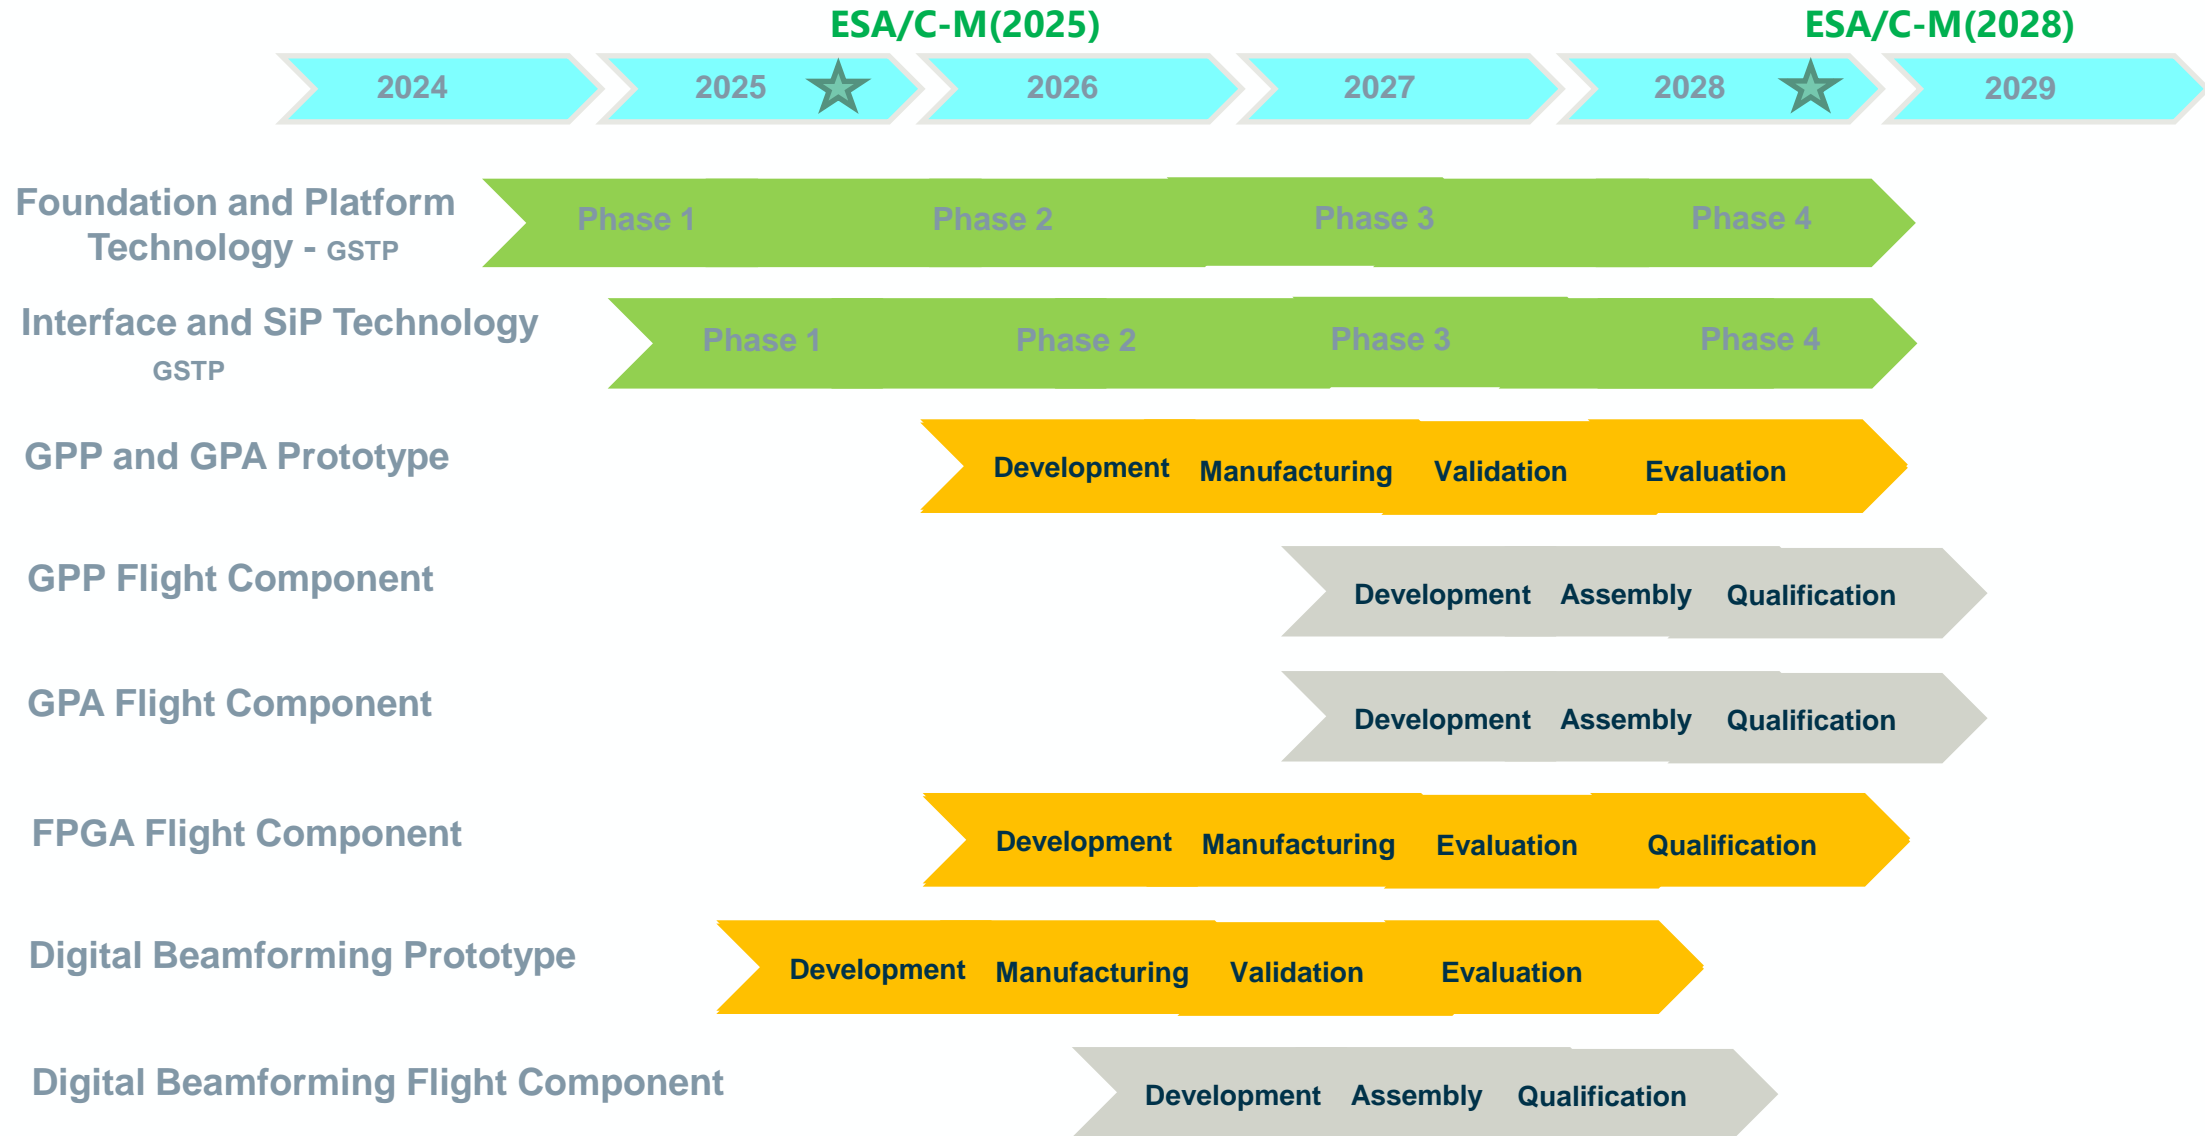 ESA/C-M(2025) ESA/C-M(2028)
2024 2025 2026 2027 2028 2029
Foundation and Platform
Technology - GSTP
Phase 1 Phase 2 Phase 3 Phase 4
Interface and SiP Technology
GSTP
Phase 1 Phase 2 Phase 3 Phase 4
GPP and GPA Prototype
Development Manufacturing Validation Evaluation
GPP Flight Component
Development Assembly Qualification
GPA Flight Component
Development Assembly Qualification
FPGA Flight Component
Development Manufacturing Evaluation Qualification
Digital Beamforming Prototype
Development Manufacturing Validation Evaluation
Digital Beamforming Flight Component
Development Assembly Qualification